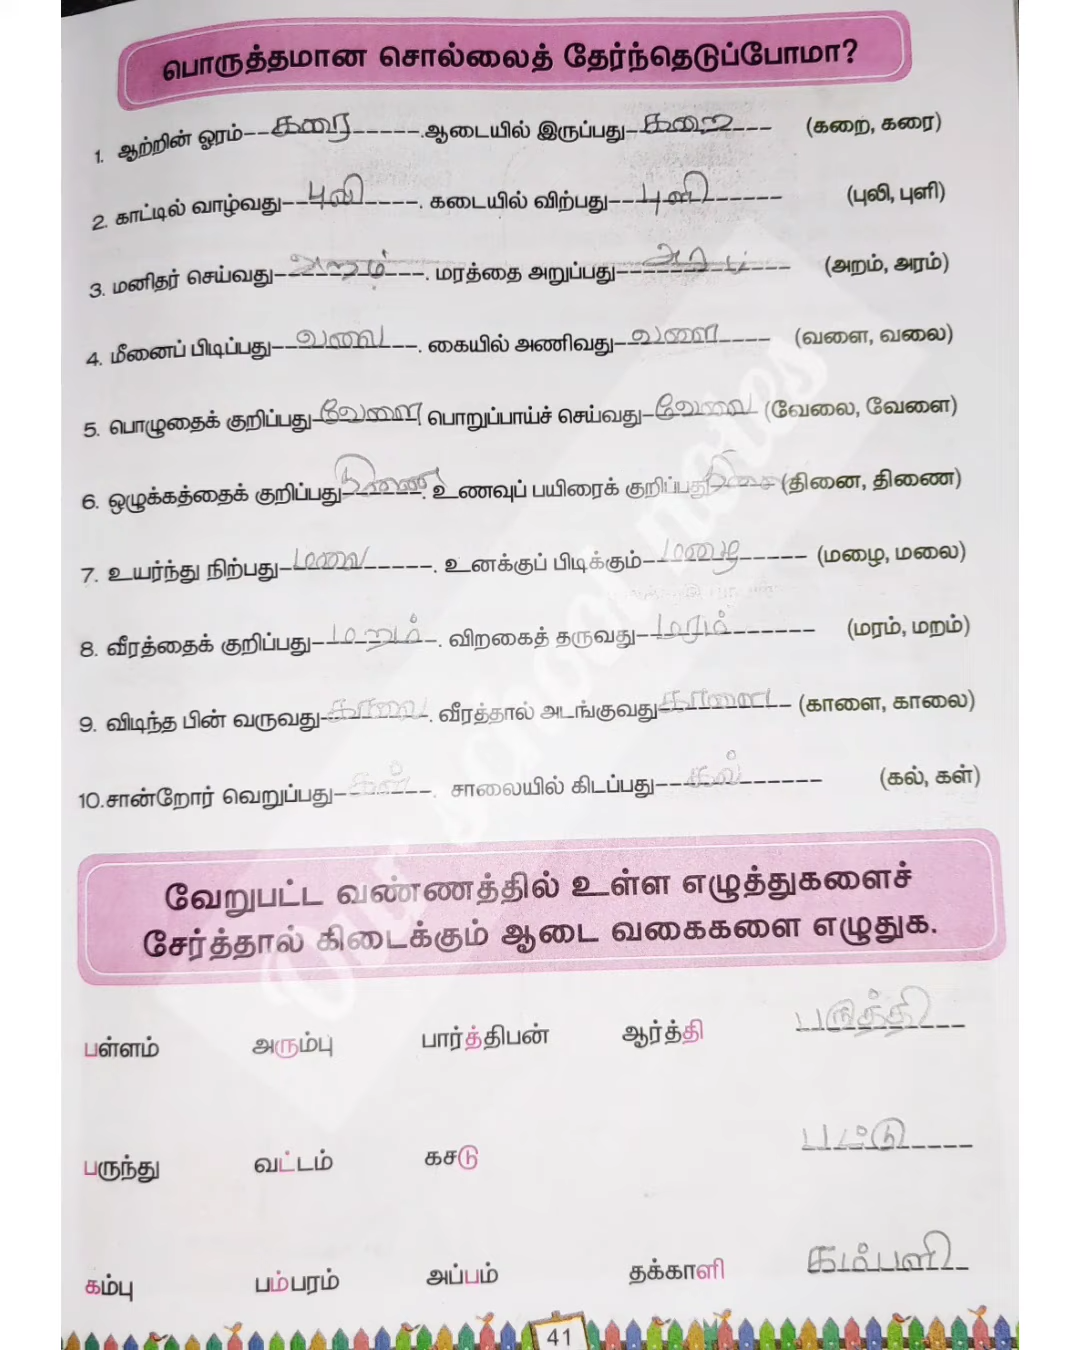 பொருத்தமான சொல்லைத் தேர்ந்தெடுப்போமா?
1. ஆற்றின் ஓரம் கரை ஆடையில் இருப்பது கறை (கறை, கரை)
2. காட்டில் வாழ்வது புலி. கடையில் விற்பது புளி (புலி, புளி)
3. மனிதர் செய்வது அறம். மரத்தை அறுப்பது (அறம், அரம்)
4. மீனைப் பிடிப்பது வலை. கையில் அணிவது வளை (வளை, வலை)
5. பொழுதைக் குறிப்பது வேளை பொறுப்பாய்ச் செய்வது வேலை (வேலை, வேளை)
6. ஒழுக்கத்தைக் குறிப்பது திணை. உணவுப் பயிரைக் குறிப்பது (தினை, திணை)
7. உயர்ந்து நிற்பது மலை. உனக்குப் பிடிக்கும் மழை (மழை, மலை)
8. வீரத்தைக் குறிப்பது மறம். விறகைத் தருவது மரம் (மரம், மறம்)
9. விடிந்த பின் வருவது காலை. வீரத்தால் அடங்குவது காளை (காளை, காலை)
10.சான்றோர் வெறுப்பது கள். சாலையில் கிடப்பது கல் (கல், கள்)
வேறுபட்ட வண்ணத்தில் உள்ள எழுத்துகளைச்
சேர்த்தால் கிடைக்கும் ஆடை வகைகளை எழுதுக.
பள்ளம் அரும்பு பார்த்திபன் ஆர்த்தி பருத்தி
பருந்து வட்டம் கசடு பட்டு
கம்பு பம்பரம் அப்பம் தக்காளி கம்பளி
41
Our school notes